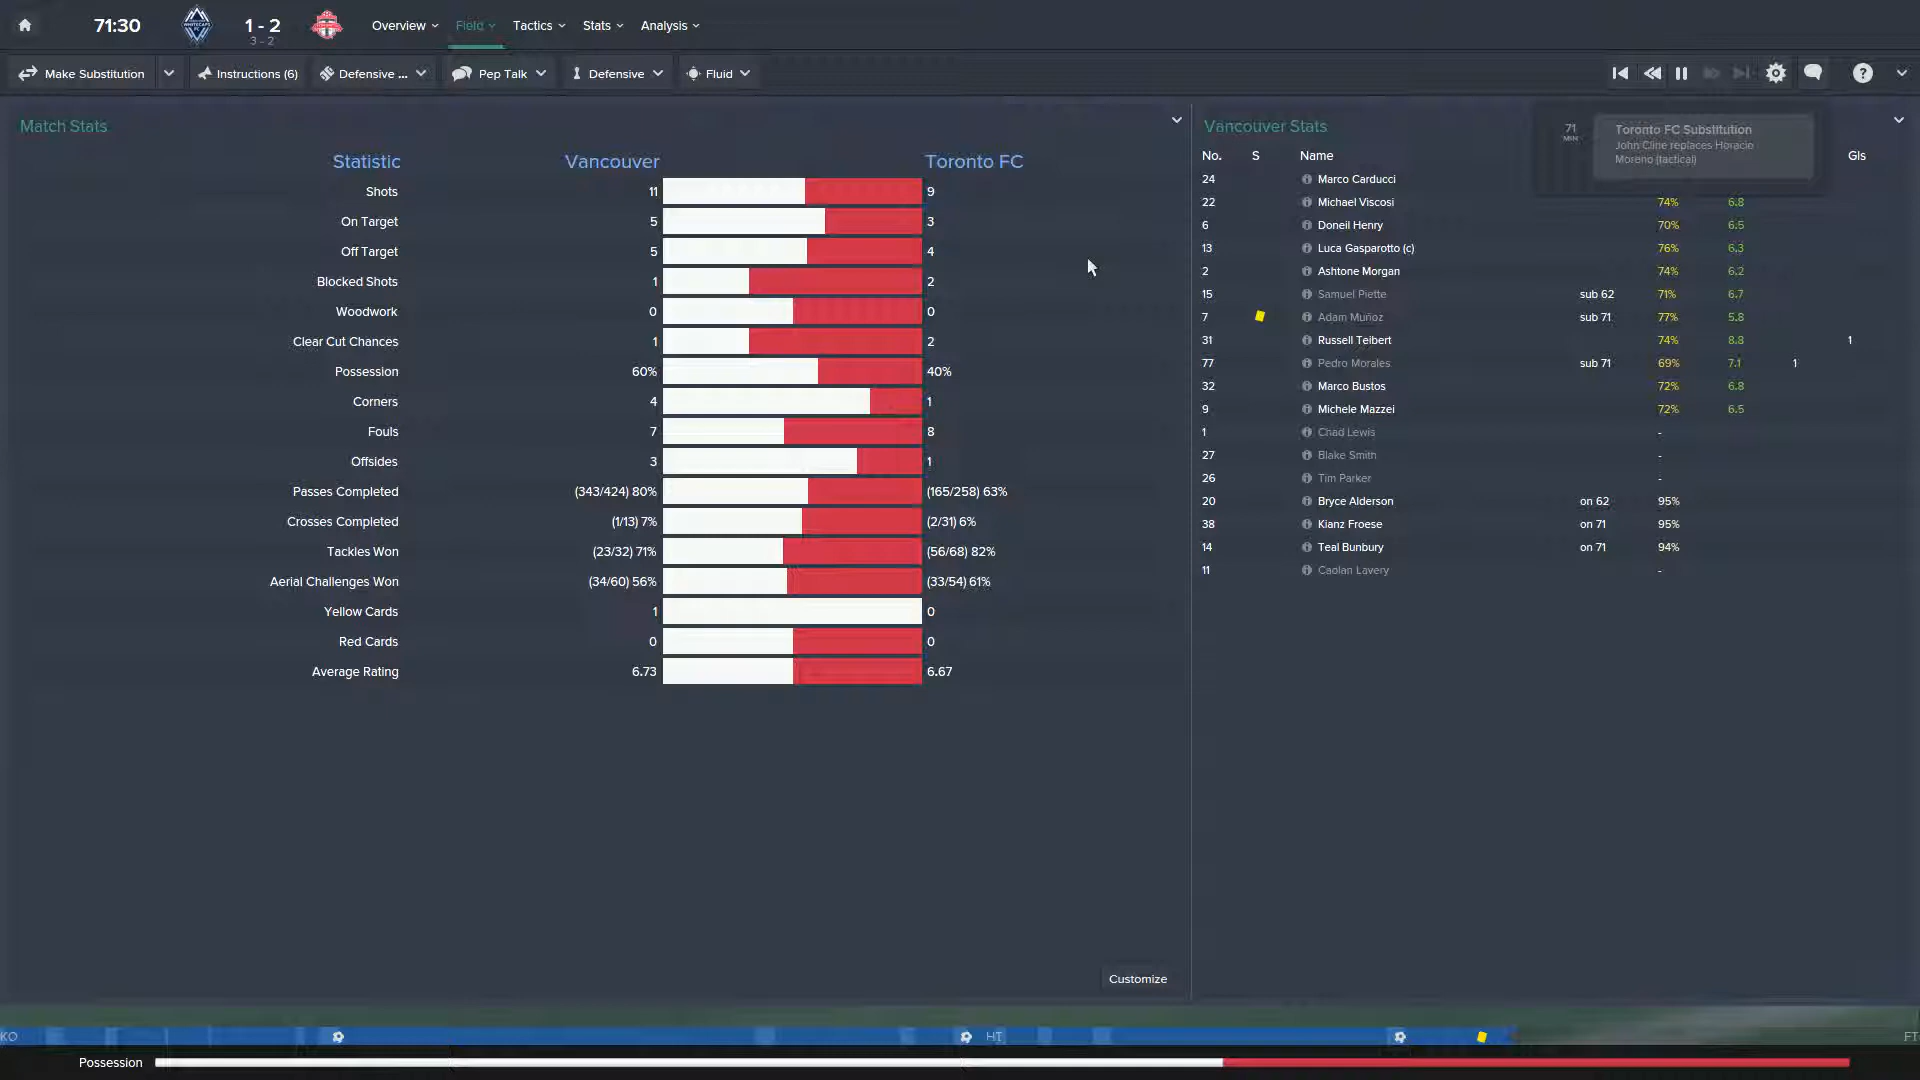 71:30
WHITECAPS FC
1 - 2
3 - 2
Overview
Field
Tactics
Stats
Analysis
Make Substitution
Instructions (6)
Defensive ...
Pep Talk
Defensive
Fluid
?
Match Stats
Statistic Vancouver Toronto FC
Shots 11 9
On Target 5 3
Off Target 5 4
Blocked Shots 1 2
Woodwork 0 0
Clear Cut Chances 1 2
Possession 60% 40%
Corners 4 1
Fouls 7 8
Offsides 3 1
Passes Completed (343/424) 80% (165/258) 63%
Crosses Completed (1/13) 7% (2/31) 6%
Tackles Won (23/32) 71% (56/68) 82%
Aerial Challenges Won (34/60) 56% (33/54) 61%
Yellow Cards 1 0
Red Cards 0 0
Average Rating 6.73 6.67
Customize
Vancouver Stats
71 MIN
Toronto FC Substitution
John Cline replaces Horacio
Moreno (tactical)
No. S Name Gls
24 Marco Carducci
22 Michael Viscosi 74% 6.8
6 Doneil Henry 70% 6.5
13 Luca Gasparotto (c) 76% 6.3
2 Ashtone Morgan 74% 6.2
15 Samuel Piette sub 62 71% 6.7
7 Adam Muñoz sub 71 77% 5.8
31 Russell Teibert 74% 8.8 1
77 Pedro Morales sub 71 69% 7.1 1
32 Marco Bustos 72% 6.8
9 Michele Mazzei 72% 6.5
1 Chad Lewis -
27 Blake Smith -
26 Tim Parker -
20 Bryce Alderson on 62 95%
38 Kianz Froese on 71 95%
14 Teal Bunbury on 71 94%
11 Caolan Lavery -
KO HT FT
Possession